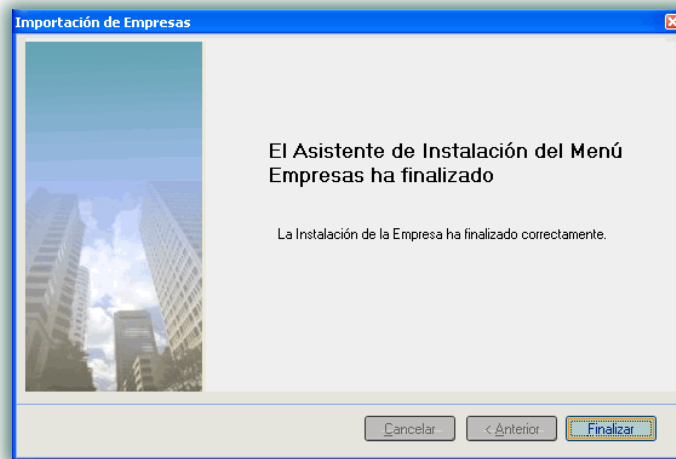 Importación de Empresas
El Asistente de Instalación del Menú
Empresas ha finalizado
La Instalación de la Empresa ha finalizado correctamente.
Cancelar
< Anterior
Finalizar